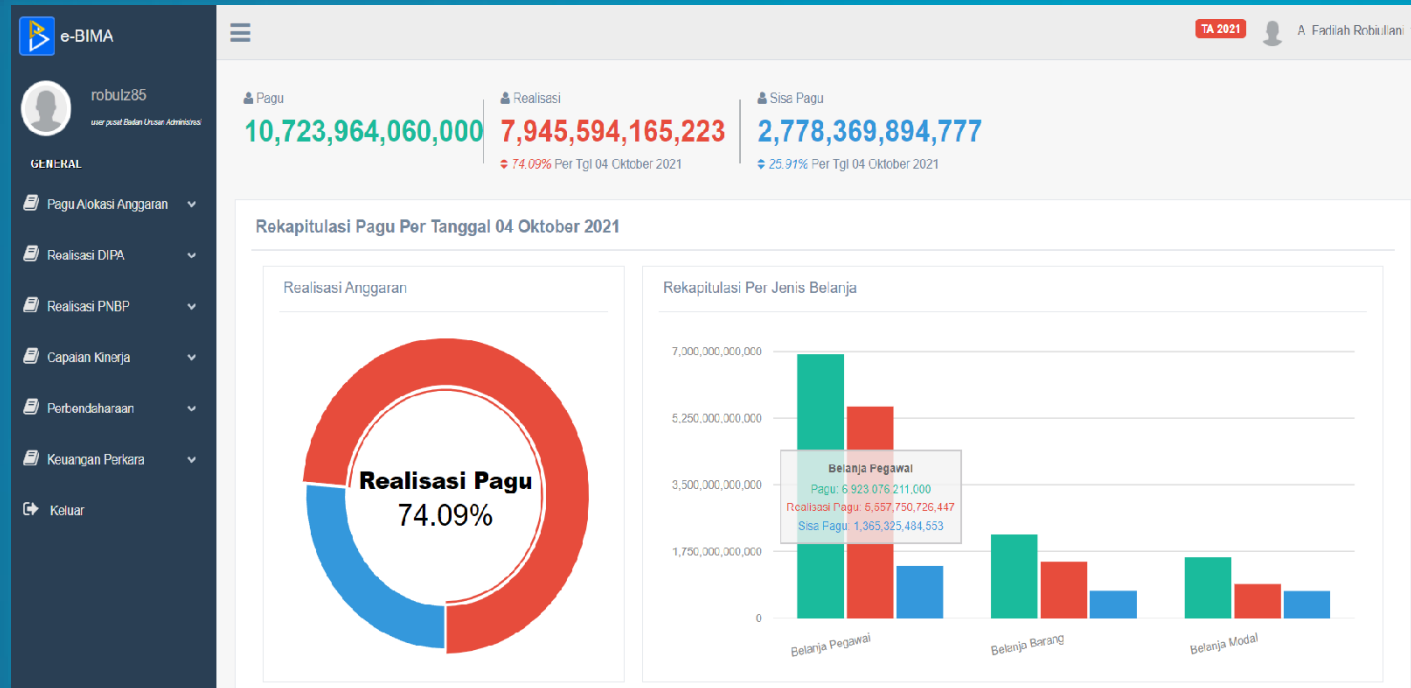 e-BIMA
TA 2021
A. Fadilah Robiullani
robulz85
user pusat Badan Urusan Administrasi
GENERAL
Pagu Alokasi Anggaran
Realisasi DIPA
Realisasi PNBP
Capaian Kinerja
Perbendaharaan
Keuangan Perkara
Keluar
Pagu
10,723,964,060,000
Realisasi
7,945,594,165,223
74.09% Per Tgl 04 Oktober 2021
Sisa Pagu
2,778,369,894,777
25.91% Per Tgl 04 Oktober 2021
Rekapitulasi Pagu Per Tanggal 04 Oktober 2021
Realisasi Anggaran
Realisasi Pagu
74.09%
Rekapitulasi Per Jenis Belanja
7,000,000,000,000
5,250,000,000,000
3,500,000,000,000
1,750,000,000,000
0
Belanja Pegawai
Pagu: 6,923,076,211,000
Realisasi Pagu: 5,557,750,726,447
Sisa Pagu: 1,365,325,484,553
Belanja Pegawai
Belanja Barang
Belanja Modal